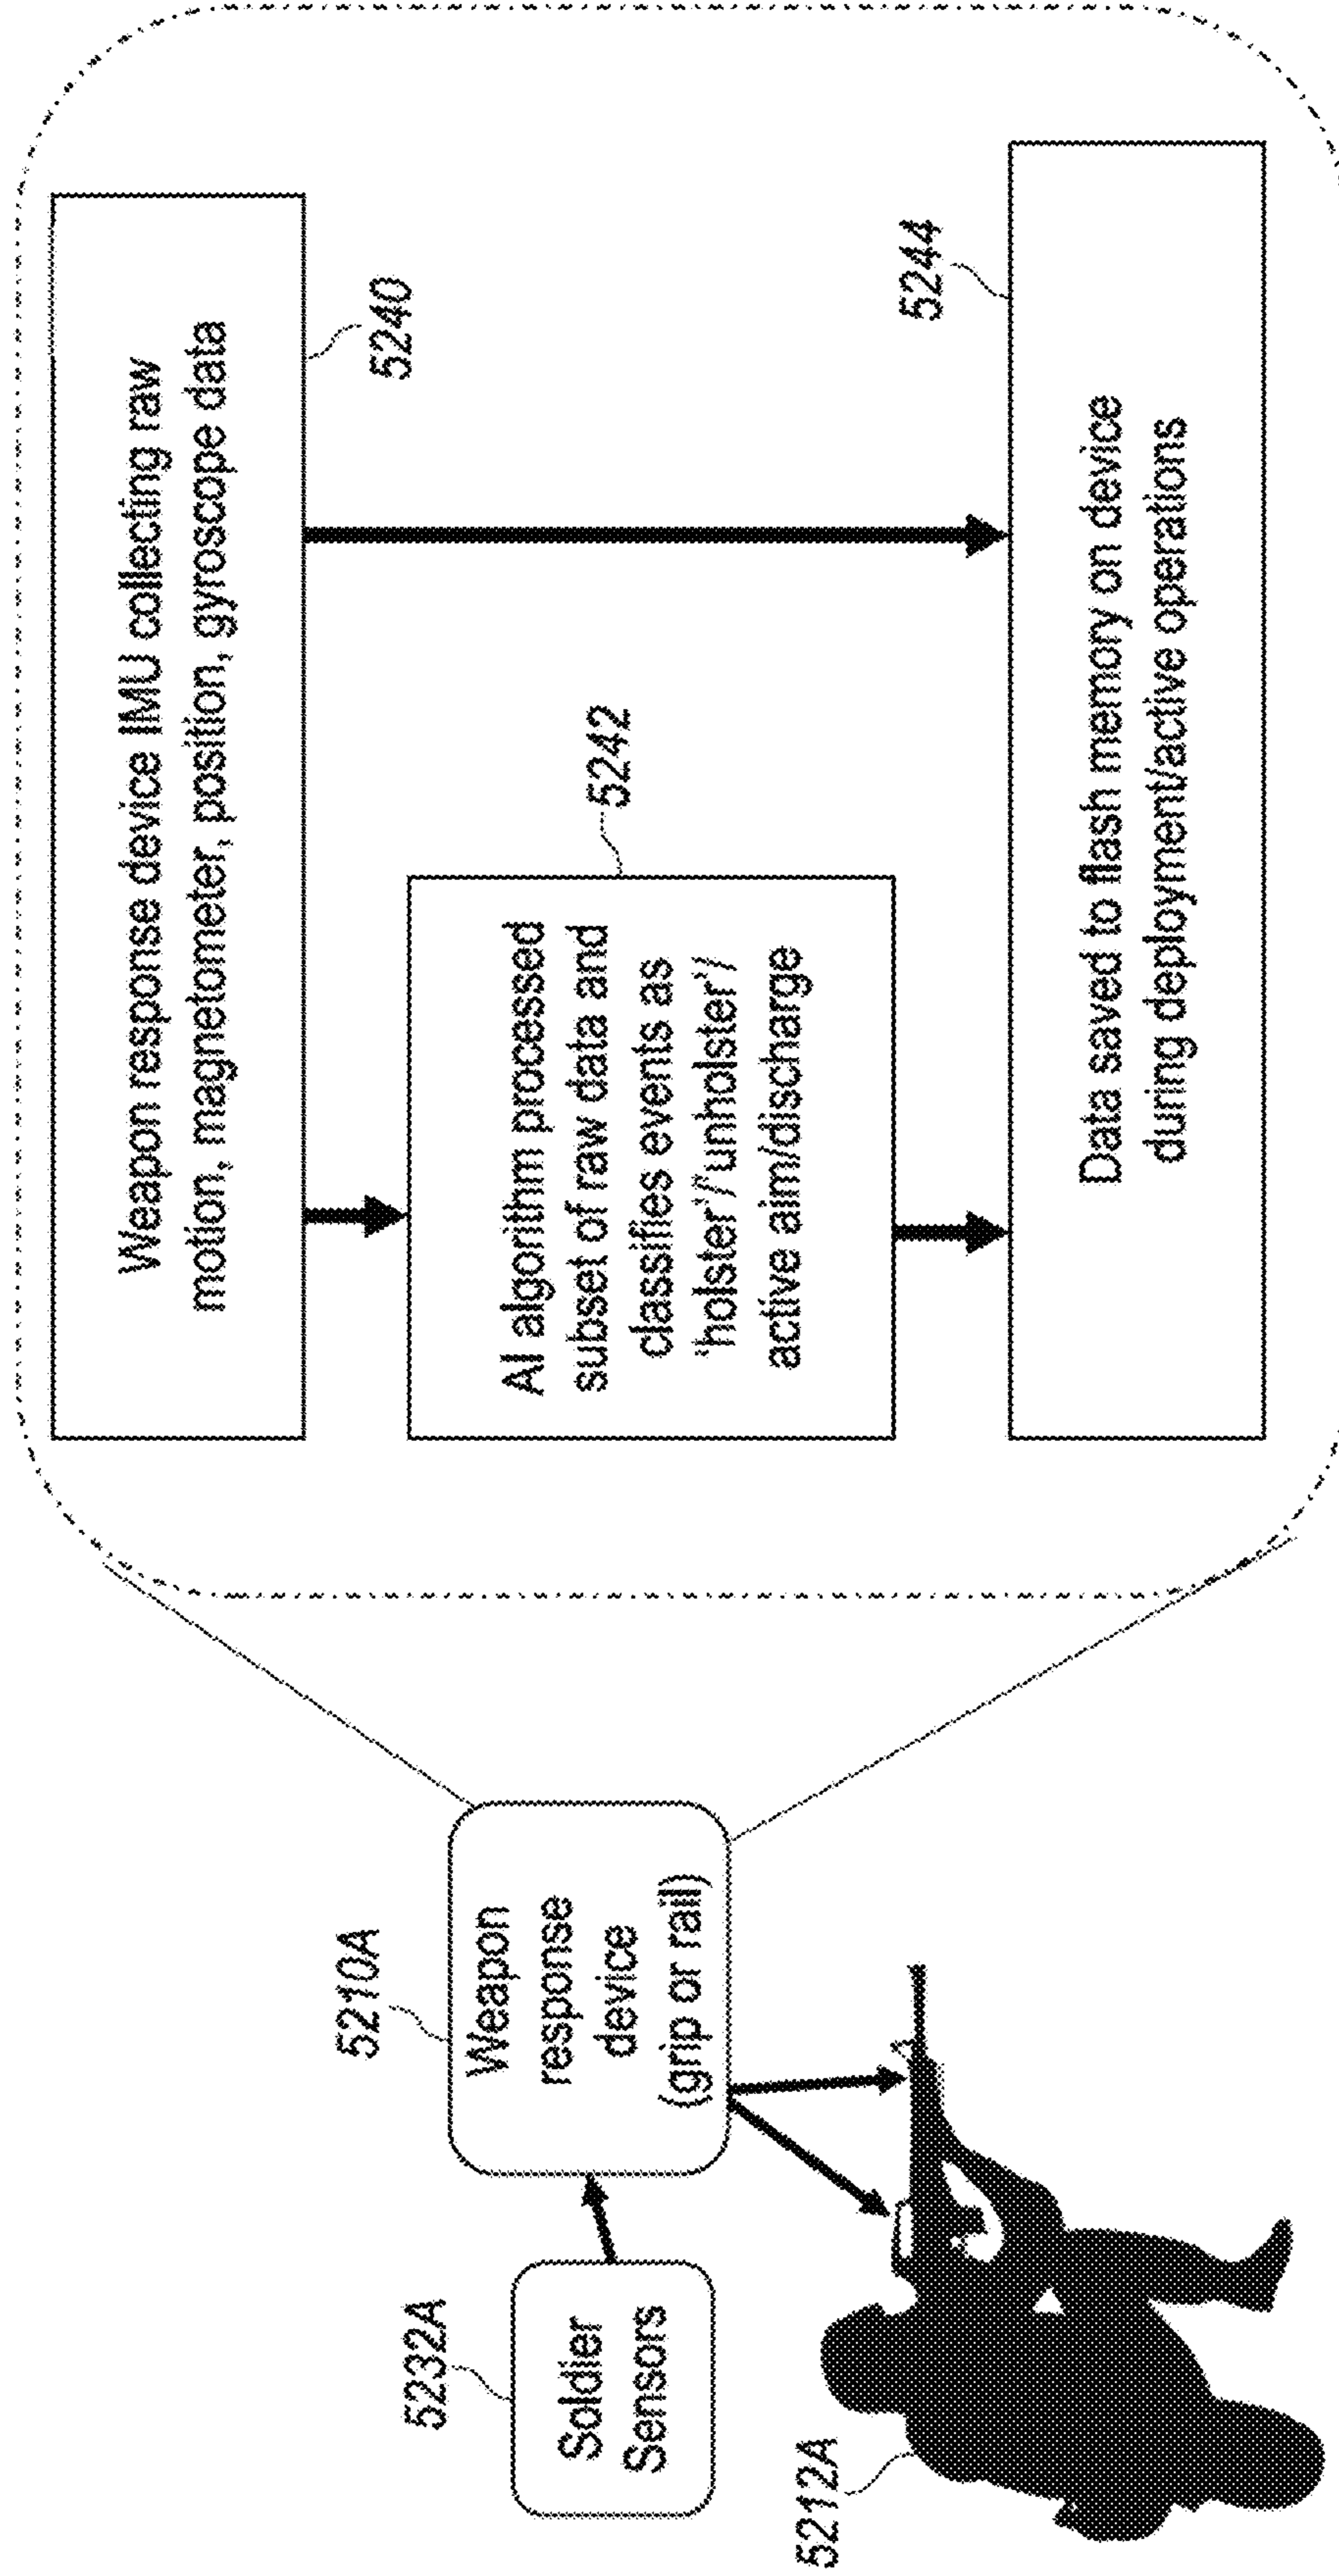 5232A
Soldier
Sensors
5212A
5210A
Weapon
response
device
(grip or rail)
Weapon response device IMU collecting raw
motion, magnetometer, position, gyroscope data
5240
5242
AI algorithm processed
subset of raw data and
classifies events as
'holster'/'unholster'/
active aim/discharge
5244
Data saved to flash memory on device
during deployment/active operations